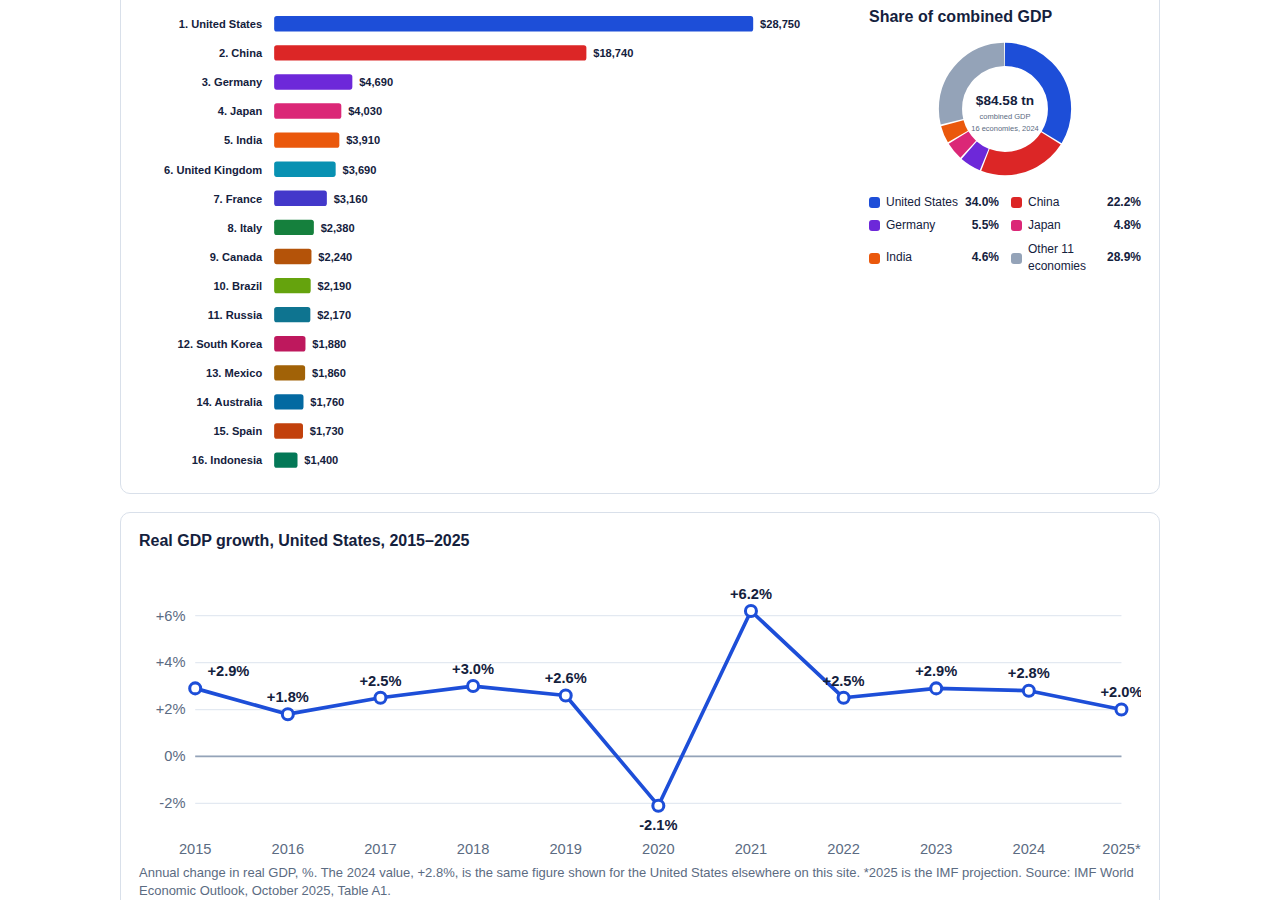 1. United States $28,750
2. China $18,740
3. Germany $4,690
4. Japan $4,030
5. India $3,910
6. United Kingdom $3,690
7. France $3,160
8. Italy $2,380
9. Canada $2,240
10. Brazil $2,190
11. Russia $2,170
12. South Korea $1,880
13. Mexico $1,860
14. Australia $1,760
15. Spain $1,730
16. Indonesia $1,400
Share of combined GDP
$84.58 tn
combined GDP
16 economies, 2024
United States 34.0% China 22.2%
Germany 5.5% Japan 4.8%
India 4.6% Other 11 economies 28.9%
Real GDP growth, United States, 2015–2025
+6%
+4%
+2%
0%
-2%
+2.9%
+1.8%
+2.5%
+3.0%
+2.6%
-2.1%
+6.2%
+2.5%
+2.9%
+2.8%
+2.0%
2015 2016 2017 2018 2019 2020 2021 2022 2023 2024 2025*
Annual change in real GDP, %. The 2024 value, +2.8%, is the same figure shown for the United States elsewhere on this site. *2025 is the IMF projection. Source: IMF World
Economic Outlook, October 2025, Table A1.